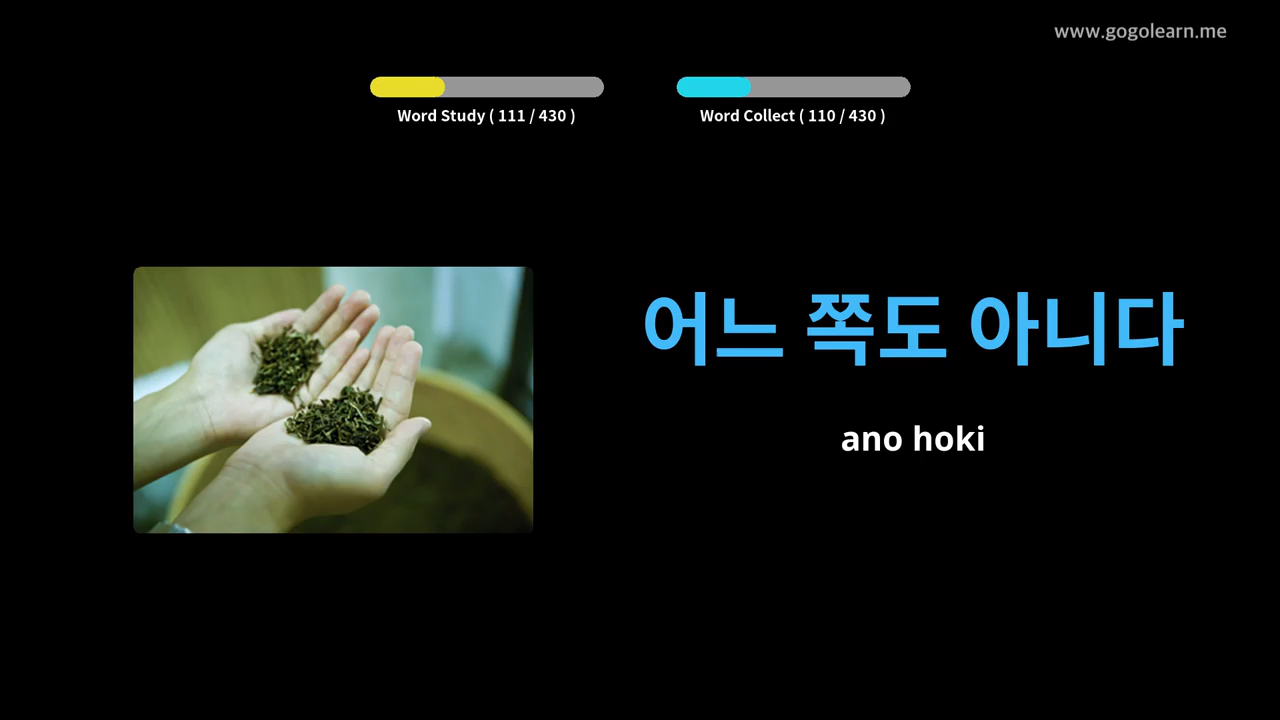 www.gogolearn.me
Word Study ( 111 / 430 )
Word Collect ( 110 / 430 )
어느 쪽도 아니다
ano hoki